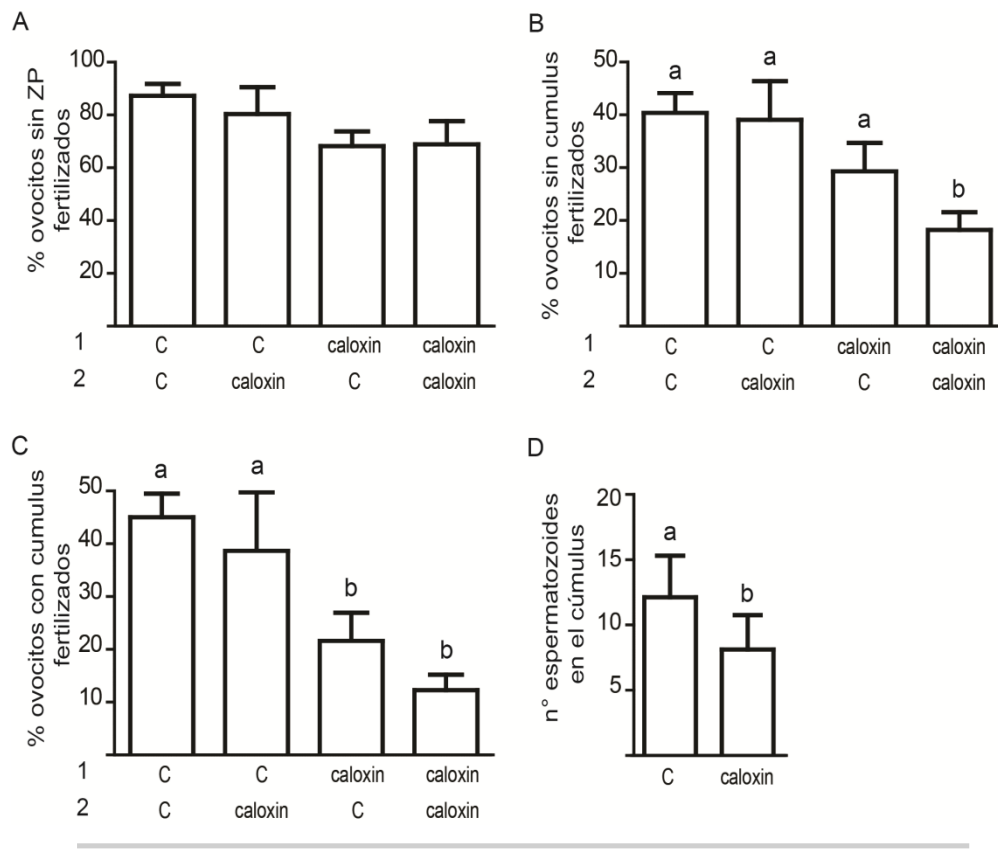 A
% ovocitos sin ZP
fertilizados
100
80
60
40
20
1 C C caloxin caloxin
2 C caloxin C caloxin
B
% ovocitos sin cumulus
fertilizados
50
40
30
20
10
a a a b
1 C C caloxin caloxin
2 C caloxin C caloxin
C
% ovocitos con cumulus
fertilizados
50
40
30
20
10
a a b b
1 C C caloxin caloxin
2 C caloxin C caloxin
D
n° espermatozoides
en el cúmulus
20
15
10
5
a b
C caloxin